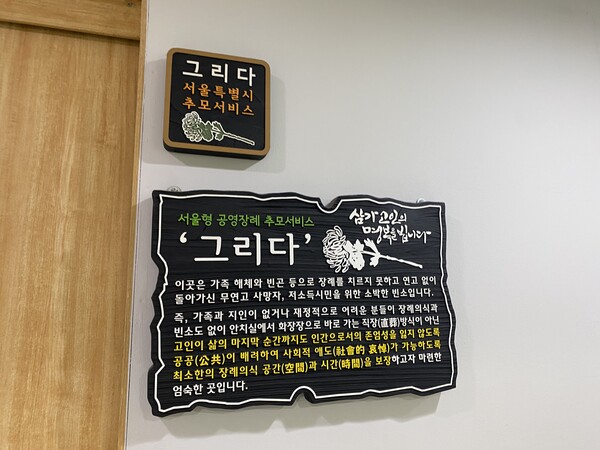 그리다
서울특별시
추모서비스
서울형 공영장례 추모서비스
‘그리다’
삼가 고인의
명복을 빕니다
이곳은 가족 해체와 빈곤 등으로 장례를 치르지 못하고 연고 없이
돌아가신 무연고 사망자, 저소득시민을 위한 소박한 빈소입니다.
즉, 가족과 지인이 없거나 재정적으로 어려운 분들이 장례의식과
빈소도 없이 안치실에서 화장장으로 바로 가는 직장(直葬)방식이 아닌
고인이 삶의 마지막 순간까지도 인간으로서의 존엄성을 잃지 않도록
공공(公共)이 배려하여 사회적 애도(社會的 哀悼)가 가능하도록
최소한의 장례의식 공간(空間)과 시간(時間)을 보장하고자 마련한
엄숙한 곳입니다.